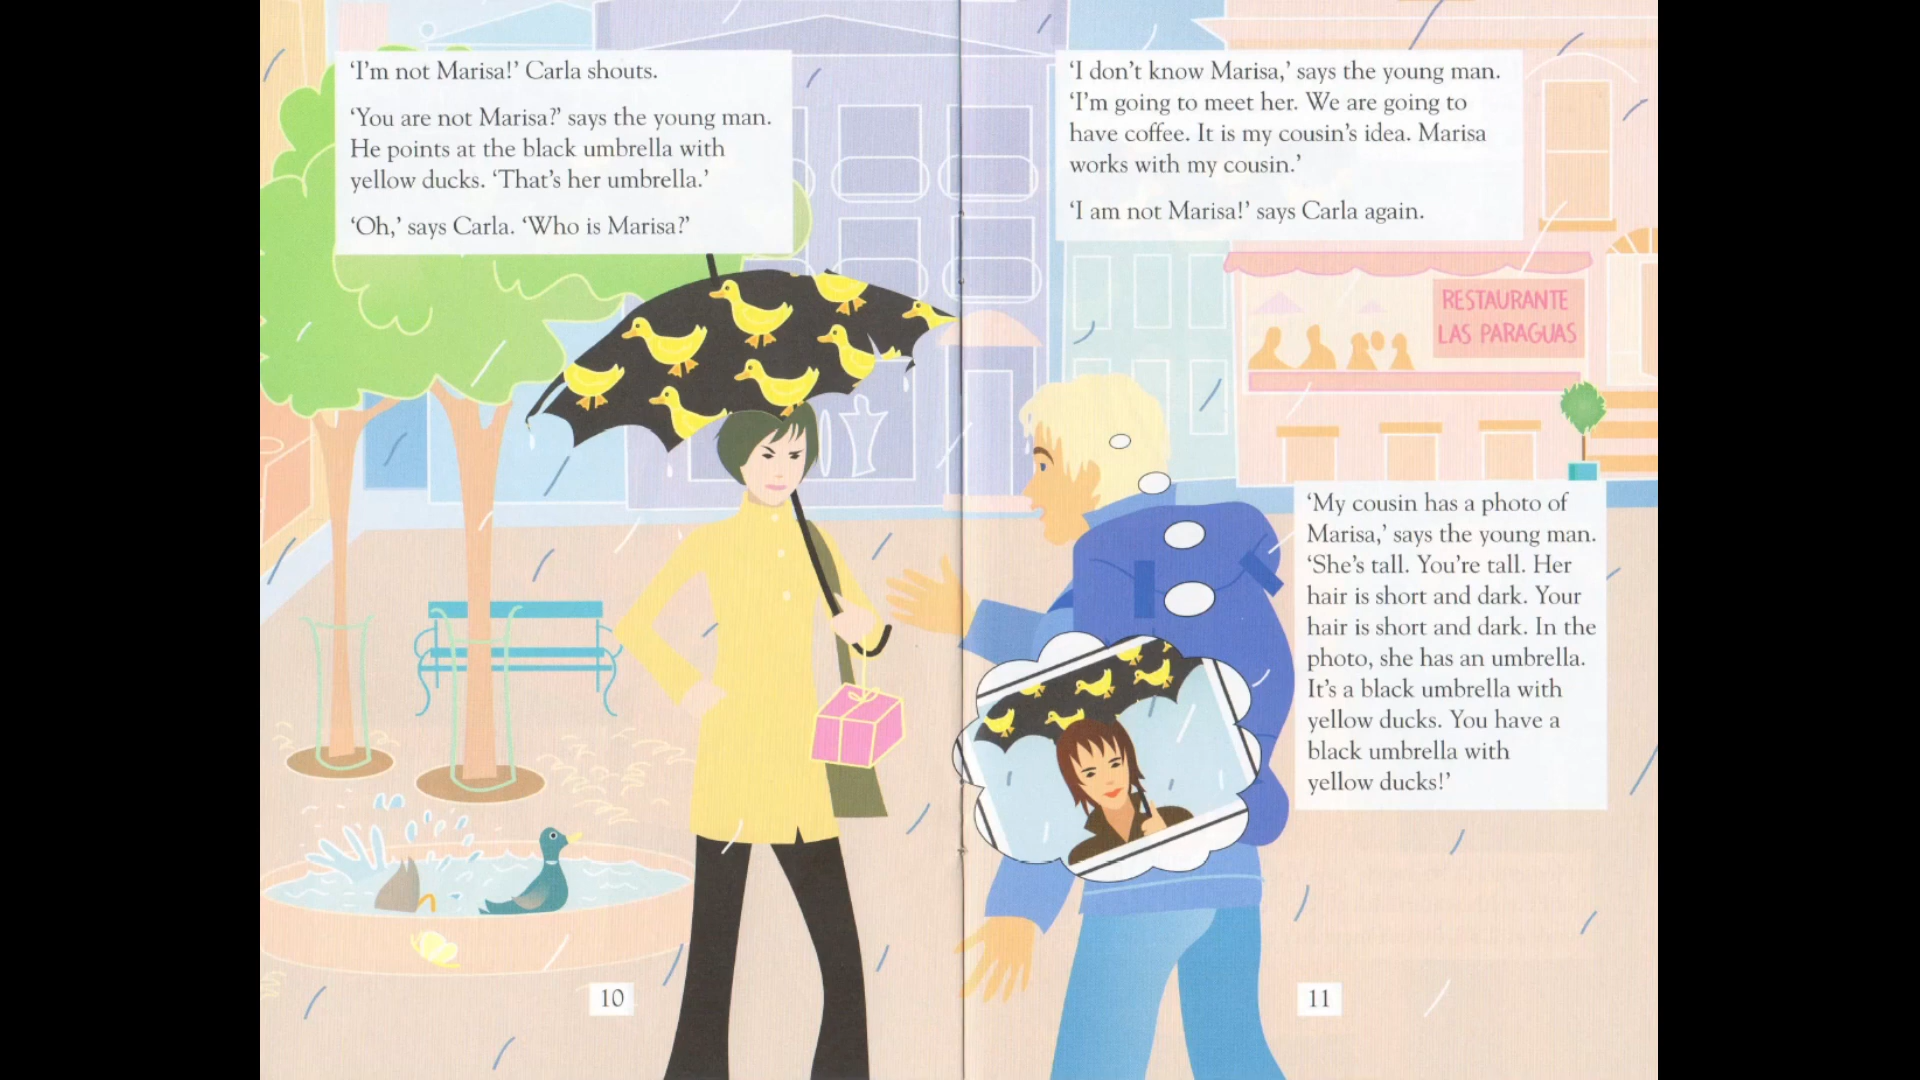 ‘I’m not Marisa!’ Carla shouts.
‘You are not Marisa?’ says the young man.
He points at the black umbrella with
yellow ducks. ‘That’s her umbrella.’
‘Oh,’ says Carla. ‘Who is Marisa?’
10
‘I don’t know Marisa,’ says the young man.
‘I’m going to meet her. We are going to
have coffee. It is my cousin’s idea. Marisa
works with my cousin.’
‘I am not Marisa!’ says Carla again.
RESTAURANTE
LAS PARAGUAS
‘My cousin has a photo of
Marisa,’ says the young man.
‘She’s tall. You’re tall. Her
hair is short and dark. Your
hair is short and dark. In the
photo, she has an umbrella.
It’s a black umbrella with
yellow ducks. You have a
black umbrella with
yellow ducks!’
11